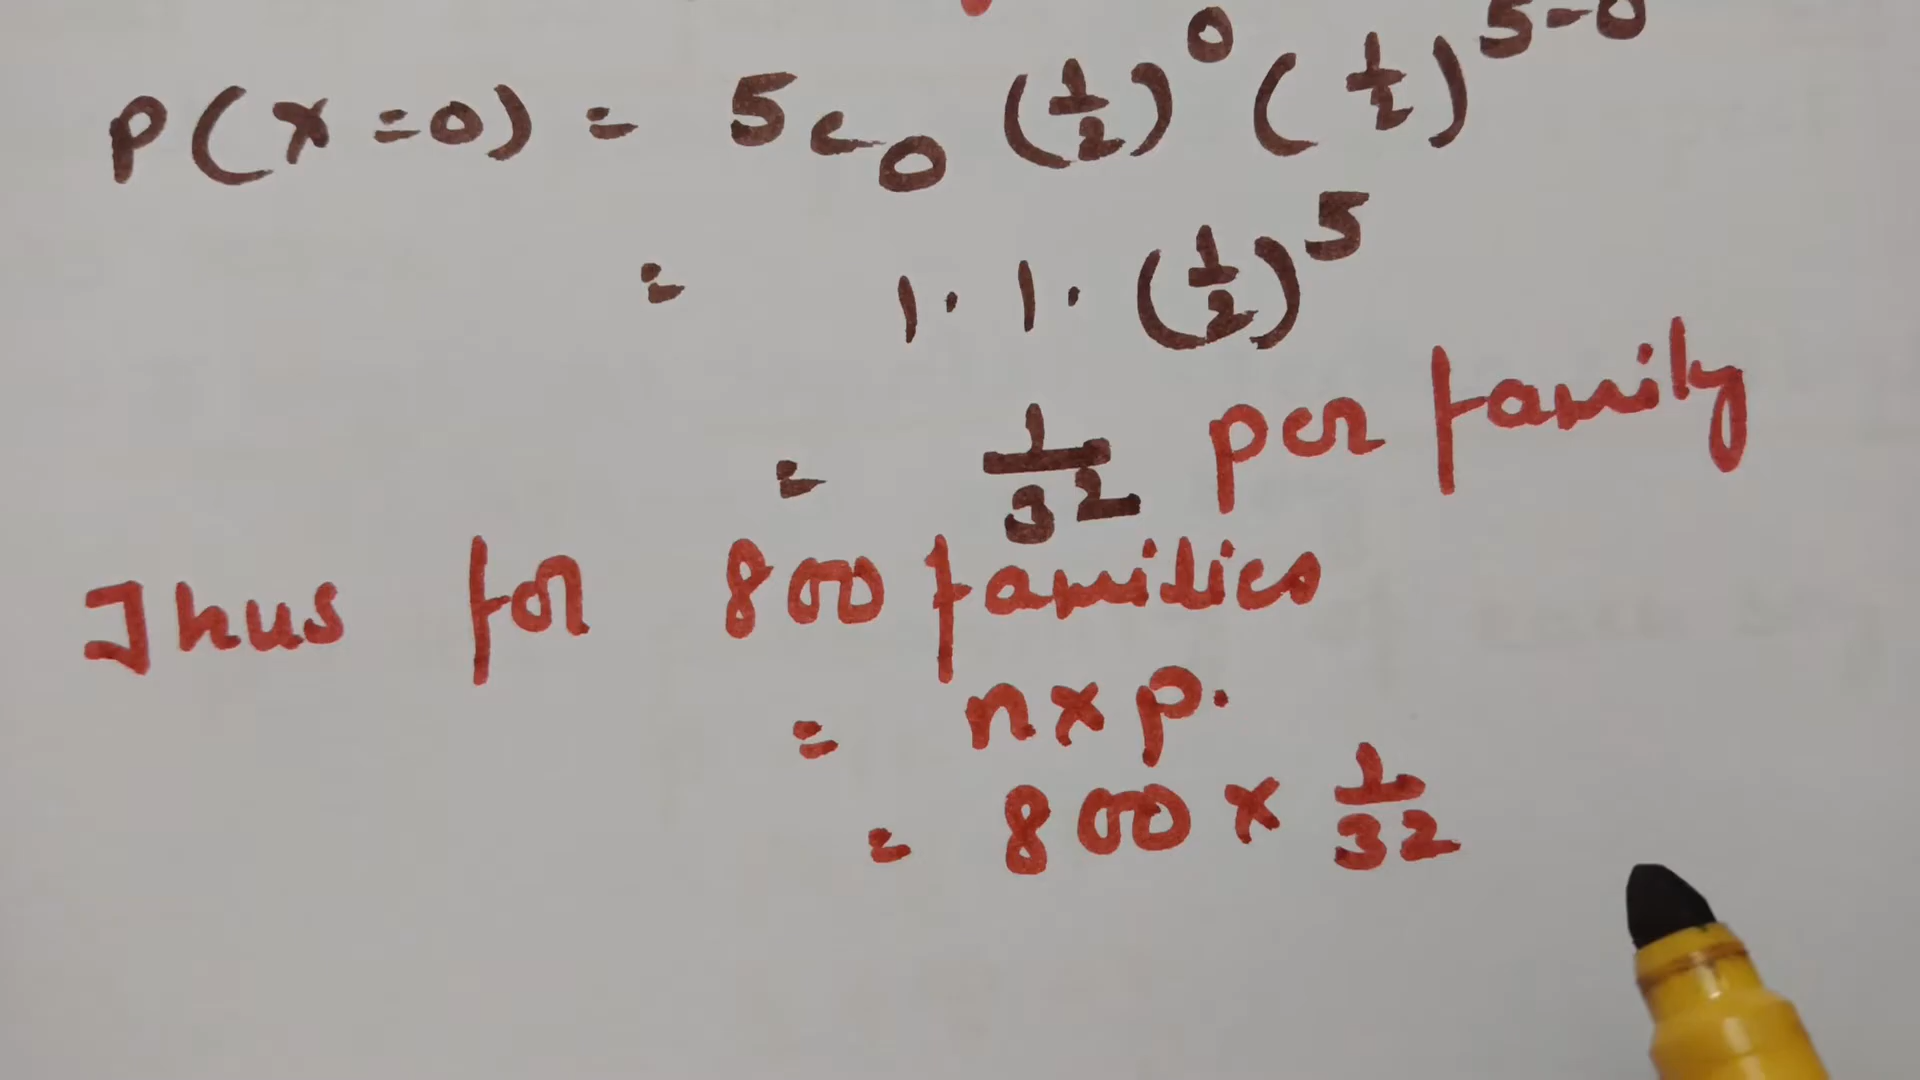 P(x=0) = 5c₀ (1/2)⁰ (1/2)⁵⁻⁰
= 1·1·(1/2)⁵
= 1/32 per family
Thus for 800 families
= n×p.
= 800 × 1/32